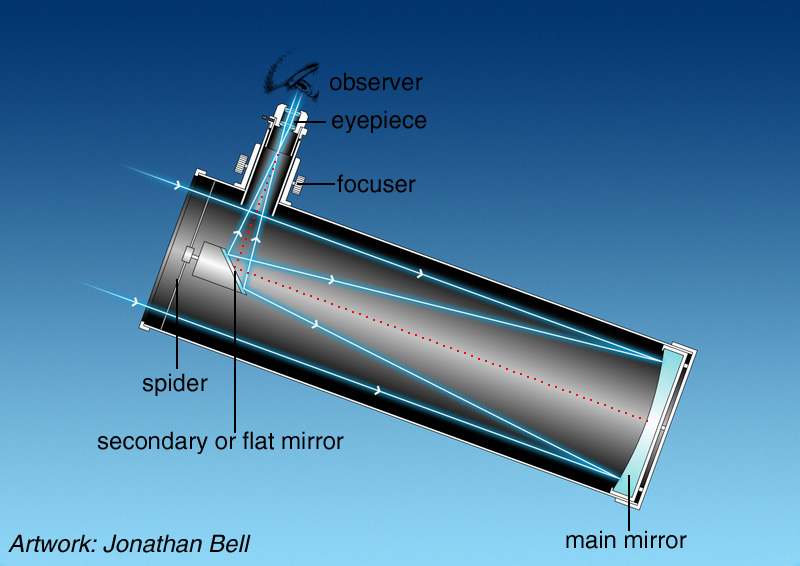 observer
eyepiece
focuser
spider
secondary or flat mirror
main mirror
Artwork: Jonathan Bell